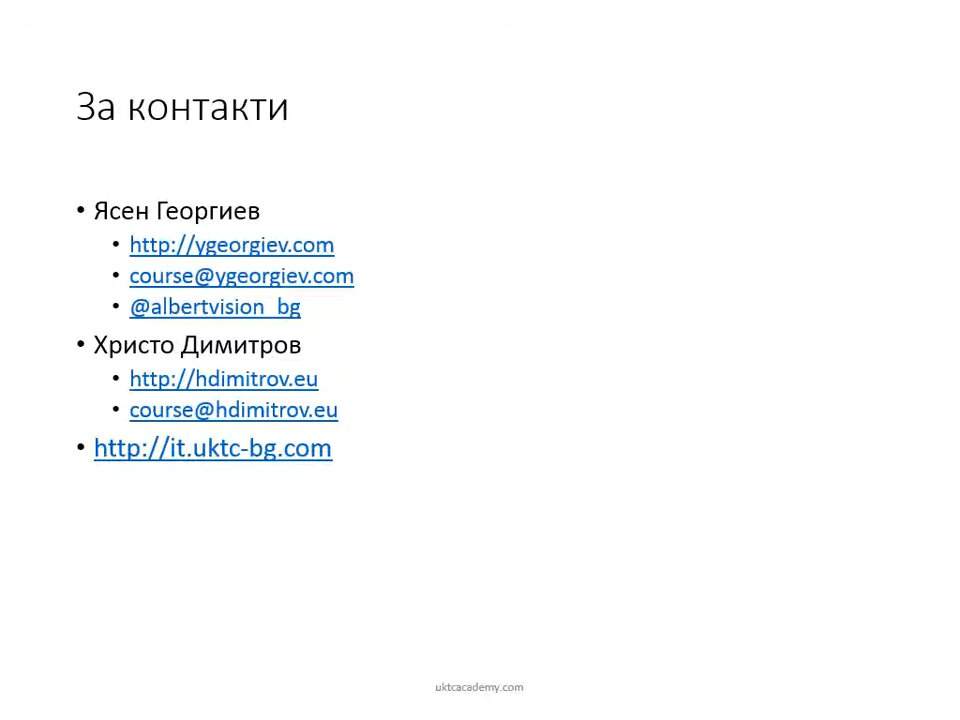 За контакти
• Ясен Георгиев
• http://ygeorgiev.com
• course@ygeorgiev.com
• @albertvision_bg
• Христо Димитров
• http://hdimitrov.eu
• course@hdimitrov.eu
• http://it.uktc-bg.com
uktcacademy.com